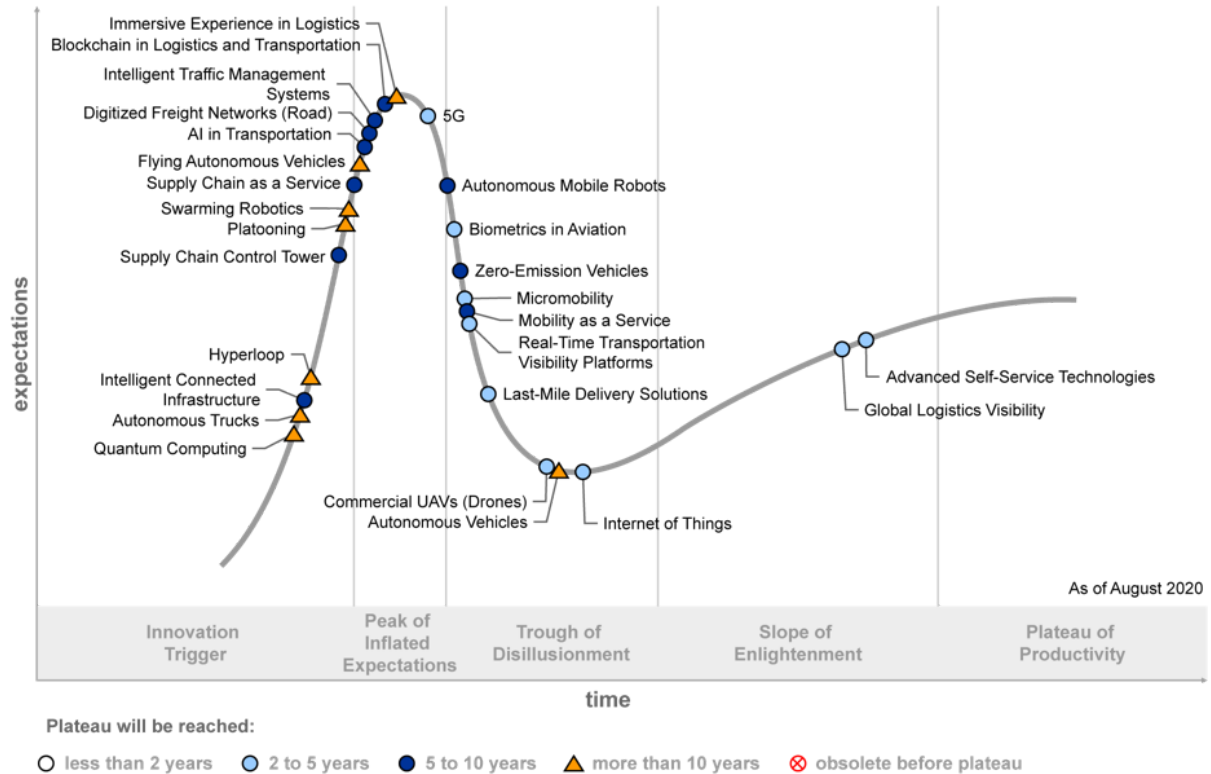 Immersive Experience in Logistics
Blockchain in Logistics and Transportation
Intelligent Traffic Management
Systems
Digitized Freight Networks (Road)
AI in Transportation
Flying Autonomous Vehicles
Supply Chain as a Service
Swarming Robotics
Platooning
Supply Chain Control Tower
Hyperloop
Intelligent Connected
Infrastructure
Autonomous Trucks
Quantum Computing
5G
Autonomous Mobile Robots
Biometrics in Aviation
Zero-Emission Vehicles
Micromobility
Mobility as a Service
Real-Time Transportation
Visibility Platforms
Last-Mile Delivery Solutions
Commercial UAVs (Drones)
Autonomous Vehicles
Internet of Things
Advanced Self-Service Technologies
Global Logistics Visibility
expectations
As of August 2020
Innovation
Trigger
Peak of
Inflated
Expectations
Trough of
Disillusionment
Slope of
Enlightenment
Plateau of
Productivity
time
Plateau will be reached:
less than 2 years
2 to 5 years
5 to 10 years
more than 10 years
obsolete before plateau